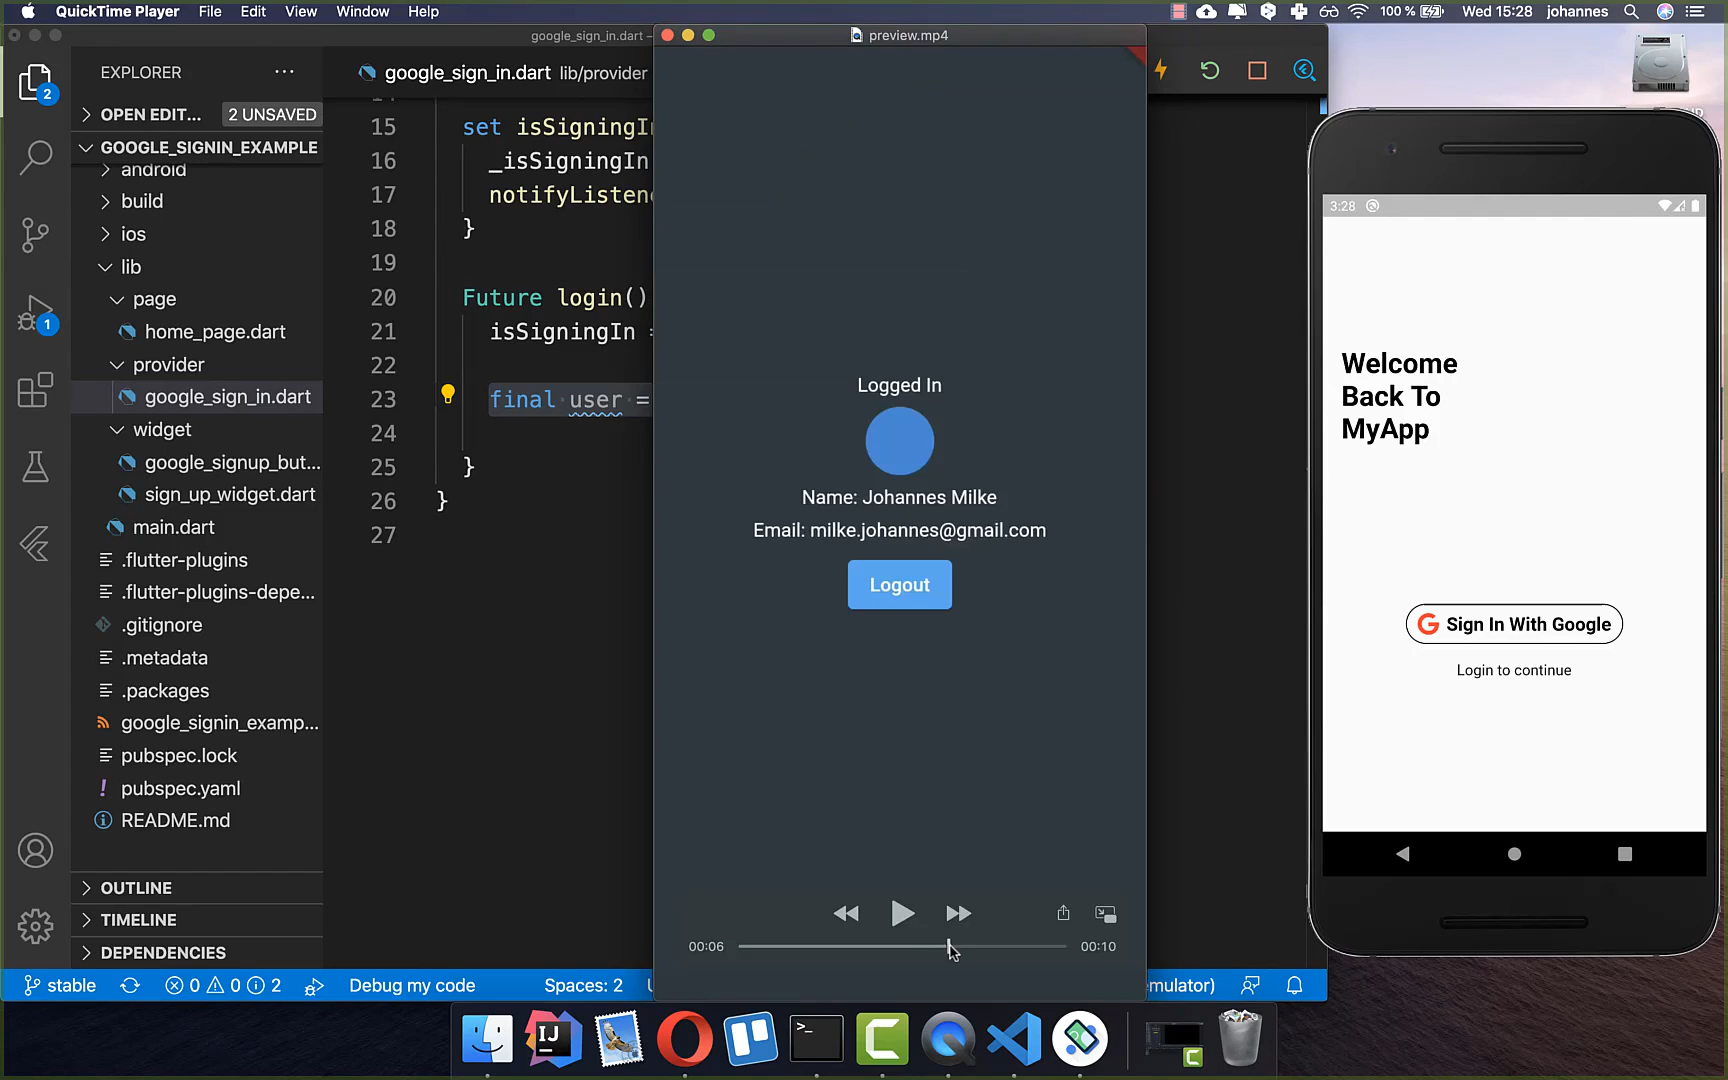 QuickTime Player File Edit View Window Help
100 % Wed 15:28 johannes
google_sign_in.dart —
preview.mp4
EXPLORER
2
OPEN EDIT... 2 UNSAVED
GOOGLE_SIGNIN_EXAMPLE
android
build
ios
lib
page
home_page.dart
provider
google_sign_in.dart
widget
google_signup_but...
sign_up_widget.dart
main.dart
.flutter-plugins
.flutter-plugins-depe...
.gitignore
.metadata
.packages
google_signin_examp...
pubspec.lock
pubspec.yaml
README.md
OUTLINE
TIMELINE
DEPENDENCIES
1
google_sign_in.dart lib/provider
15 set isSigningI
16 _isSigningIn
17 notifyListen
18 }
19
20 Future login()
21 isSigningIn =
22
23 final user =
24
25 }
26 }
27
Logged In
Name: Johannes Milke
Email: milke.johannes@gmail.com
Logout
00:06 00:10
3:28
Welcome
Back To
MyApp
G Sign In With Google
Login to continue
stable 0 0 2 Debug my code Spaces: 2 emulator)
IJ
>_
C
C